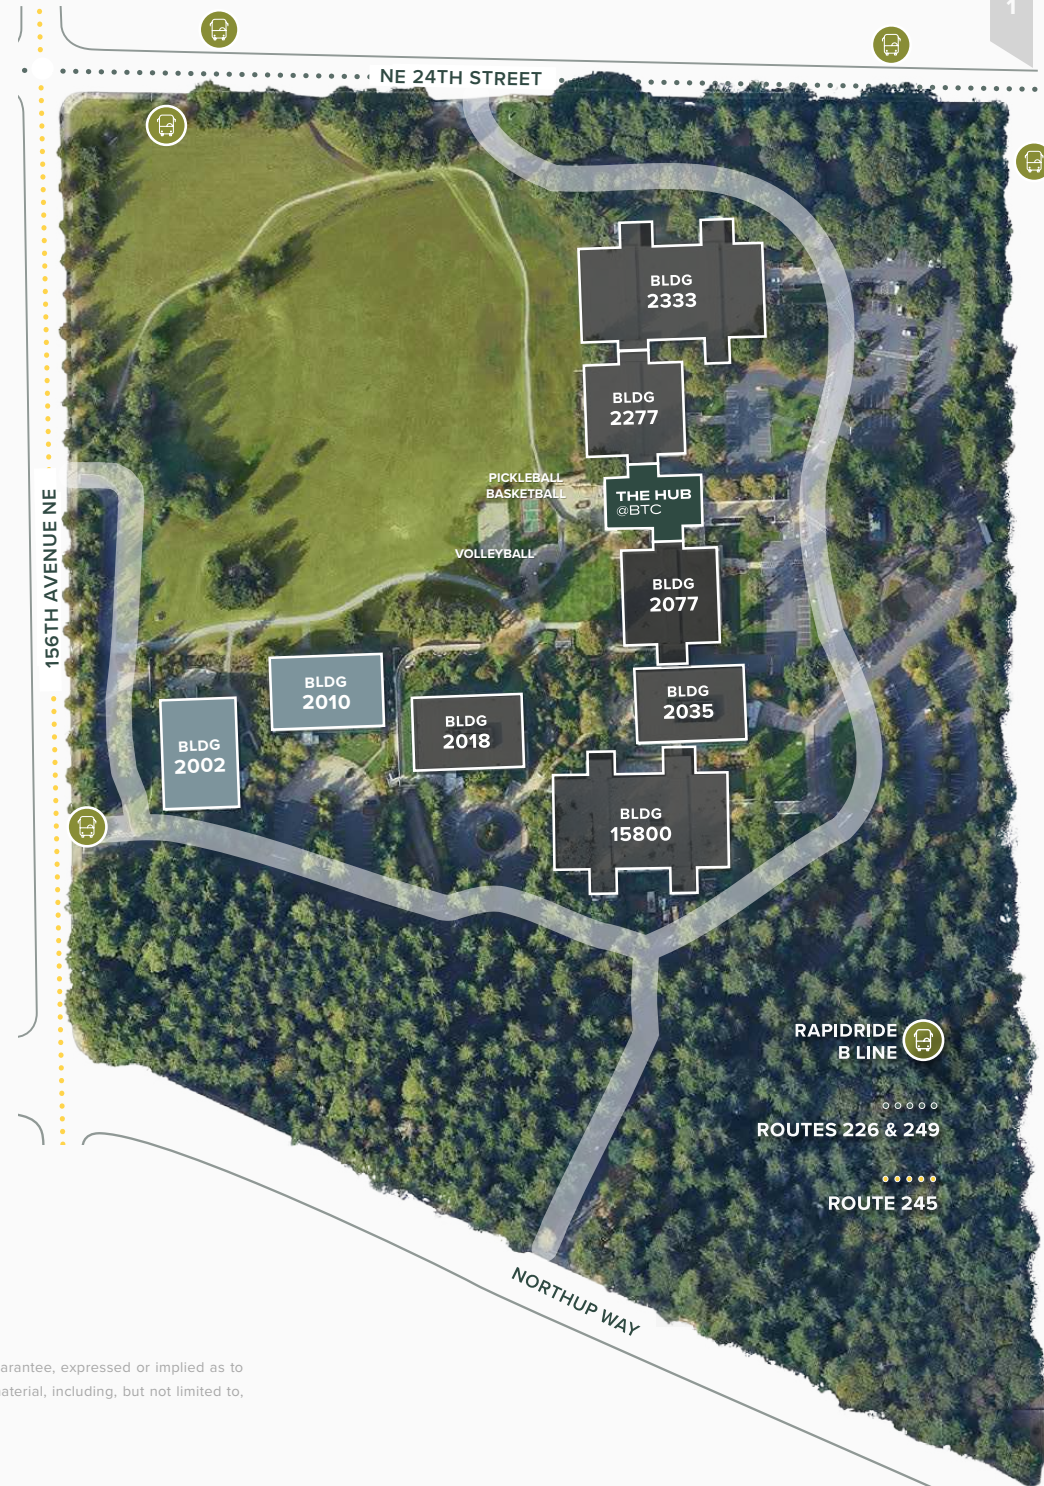 1
NE 24TH STREET
BLDG
2333
BLDG
2277
PICKLEBALL
BASKETBALL
THE HUB
@BTC
VOLLEYBALL
156TH AVENUE NE
BLDG
2077
BLDG
2010
BLDG
2018
BLDG
2035
BLDG
2002
BLDG
15800
RAPIDRIDE
B LINE
ROUTES 226 & 249
ROUTE 245
NORTHUP WAY
arantee, expressed or implied as to
aterial, including, but not limited to,